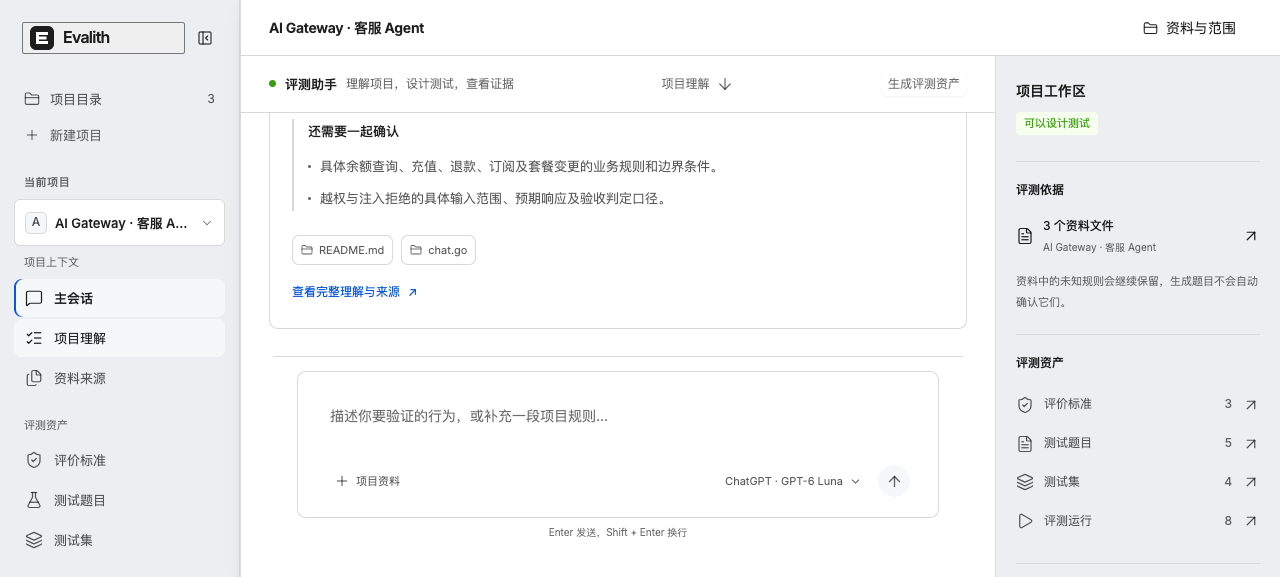 E Evalith
项目目录 3
新建项目
当前项目
A AI Gateway · 客服 A...
项目上下文
主会话
项目理解
资料来源
评测资产
评价标准
测试题目
测试集
AI Gateway · 客服 Agent
资料与范围
评测助手 理解项目，设计测试，查看证据
项目理解
生成评测资产
还需要一起确认
• 具体余额查询、充值、退款、订阅及套餐变更的业务规则和边界条件。
• 越权与注入拒绝的具体输入范围、预期响应及验收判定口径。
README.md chat.go
查看完整理解与来源
描述你要验证的行为，或补充一段项目规则...
项目资料
ChatGPT · GPT-6 Luna
Enter 发送，Shift + Enter 换行
项目工作区
可以设计测试
评测依据
3 个资料文件
AI Gateway · 客服 Agent
资料中的未知规则会继续保留，生成题目不会自动
确认它们。
评测资产
评价标准 3
测试题目 5
测试集 4
评测运行 8